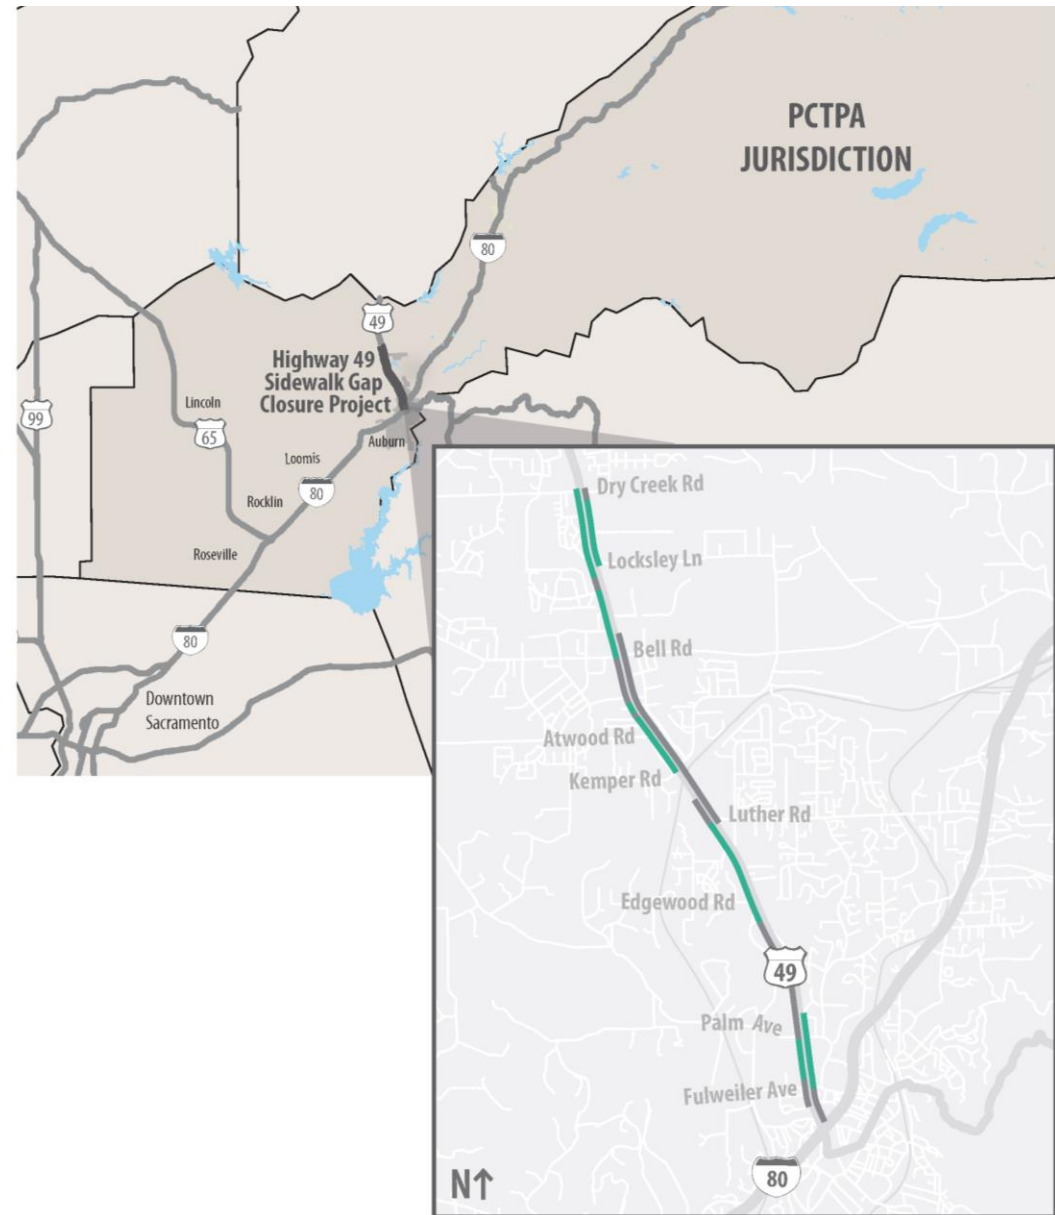 PCTPA
JURISDICTION
80
49
Highway 49
Sidewalk Gap
Closure Project
Lincoln
99
65
Auburn
Loomis
80
Rocklin
Roseville
80
Downtown
Sacramento
Dry Creek Rd
Locksley Ln
Bell Rd
Atwood Rd
Kemper Rd
Luther Rd
Edgewood Rd
49
Palm Ave
Fulweiler Ave
80
N↑